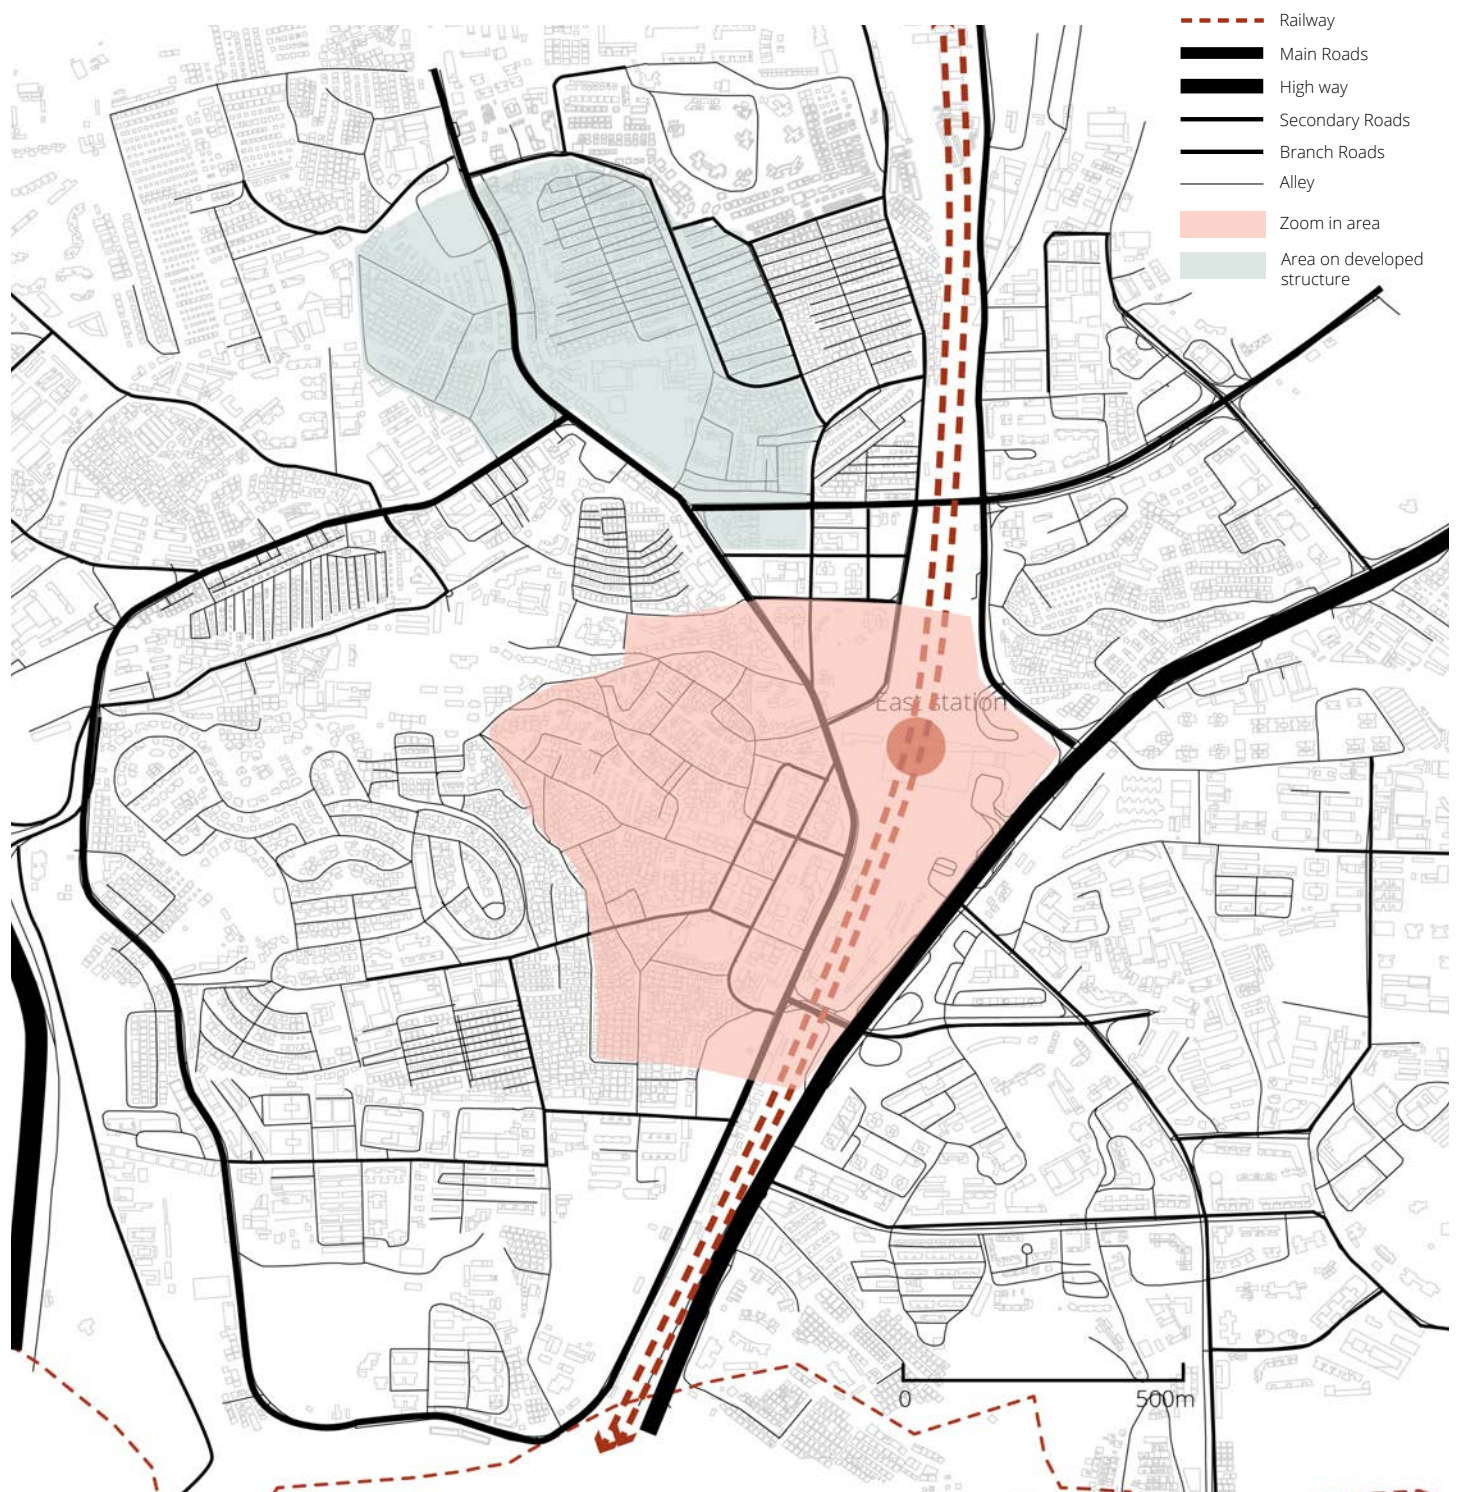 Railway
Main Roads
High way
Secondary Roads
Branch Roads
Alley
Zoom in area
Area on developed
structure
East station
0
500m